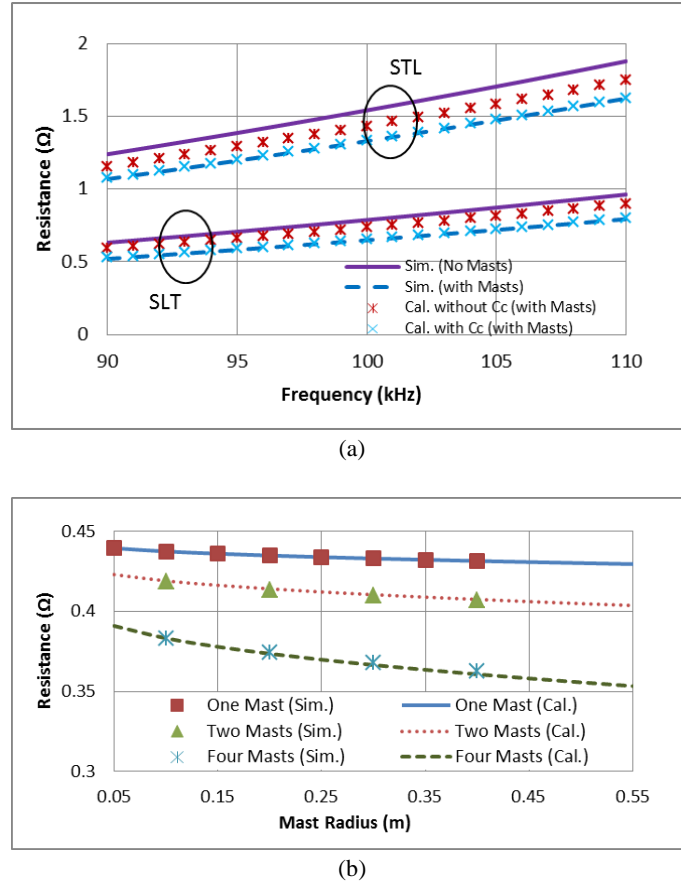 2
1.5
1
0.5
0
Resistance (Ω)
STL
SLT
Sim. (No Masts)
Sim. (with Masts)
Cal. without Cc (with Masts)
Cal. with Cc (with Masts)
90 95 100 105 110
Frequency (kHz)
(a)
0.45
0.4
0.35
0.3
Resistance (Ω)
One Mast (Sim.) One Mast (Cal.)
Two Masts (Sim.) Two Masts (Cal.)
Four Masts (Sim.) Four Masts (Cal.)
0.05 0.15 0.25 0.35 0.45 0.55
Mast Radius (m)
(b)